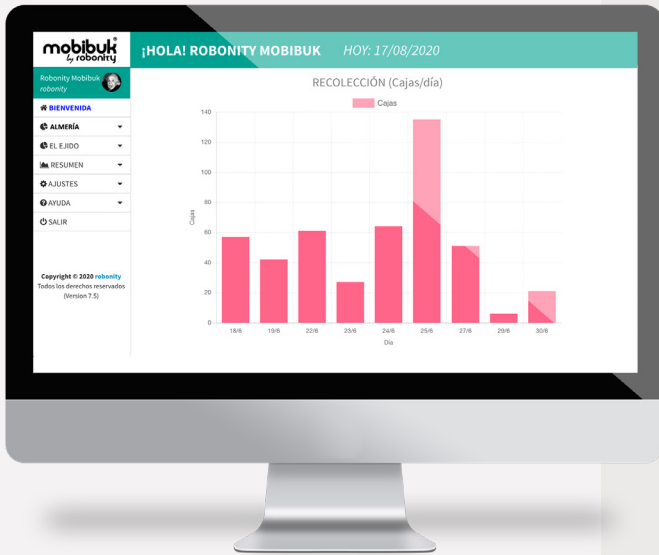 mobibuk
by robonity
¡HOLA! ROBONITY MOBIBUK
HOY: 17/08/2020
Robonity Mobibuk
robonity
BIENVENIDA
ALMERÍA
EL EJIDO
RESUMEN
AJUSTES
AYUDA
SALIR
Copyright © 2020 robonity
Todos los derechos reservados
(Version 7.5)
RECOLECCIÓN (Cajas/día)
Cajas
140
120
100
80
60
40
20
0
Cajas
18/6 19/6 22/6 23/6 24/6 25/6 27/6 29/6 30/6
Día